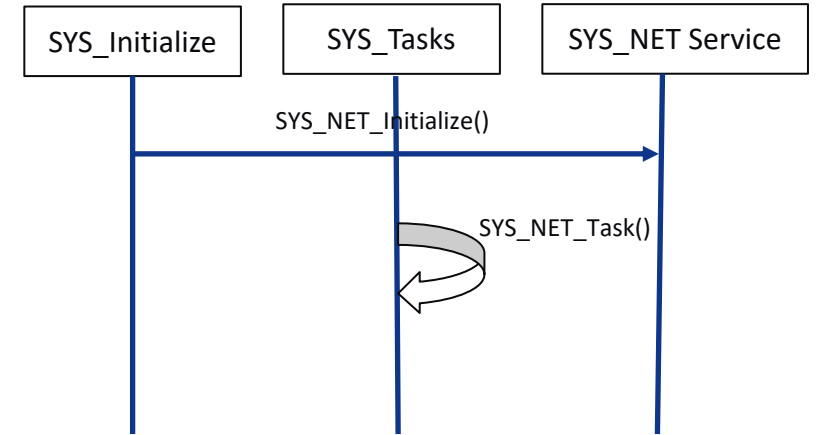 SYS_Initialize
SYS_Tasks
SYS_NET Service
SYS_NET_Initialize()
SYS_NET_Task()